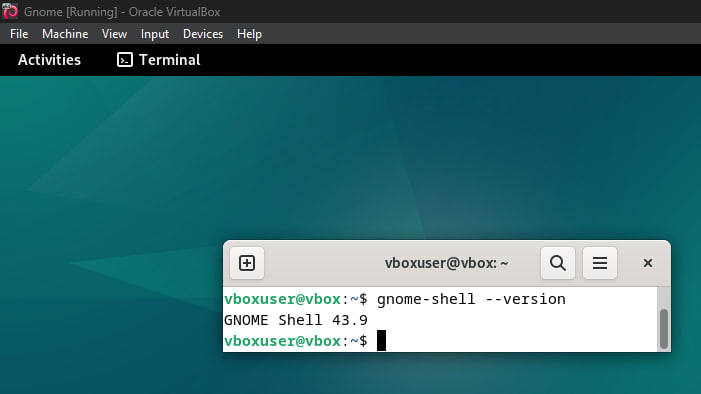 Gnome [Running] - Oracle VirtualBox
File Machine View Input Devices Help
Activities Terminal
vboxuser@vbox: ~
vboxuser@vbox:~$ gnome-shell --version
GNOME Shell 43.9
vboxuser@vbox:~$